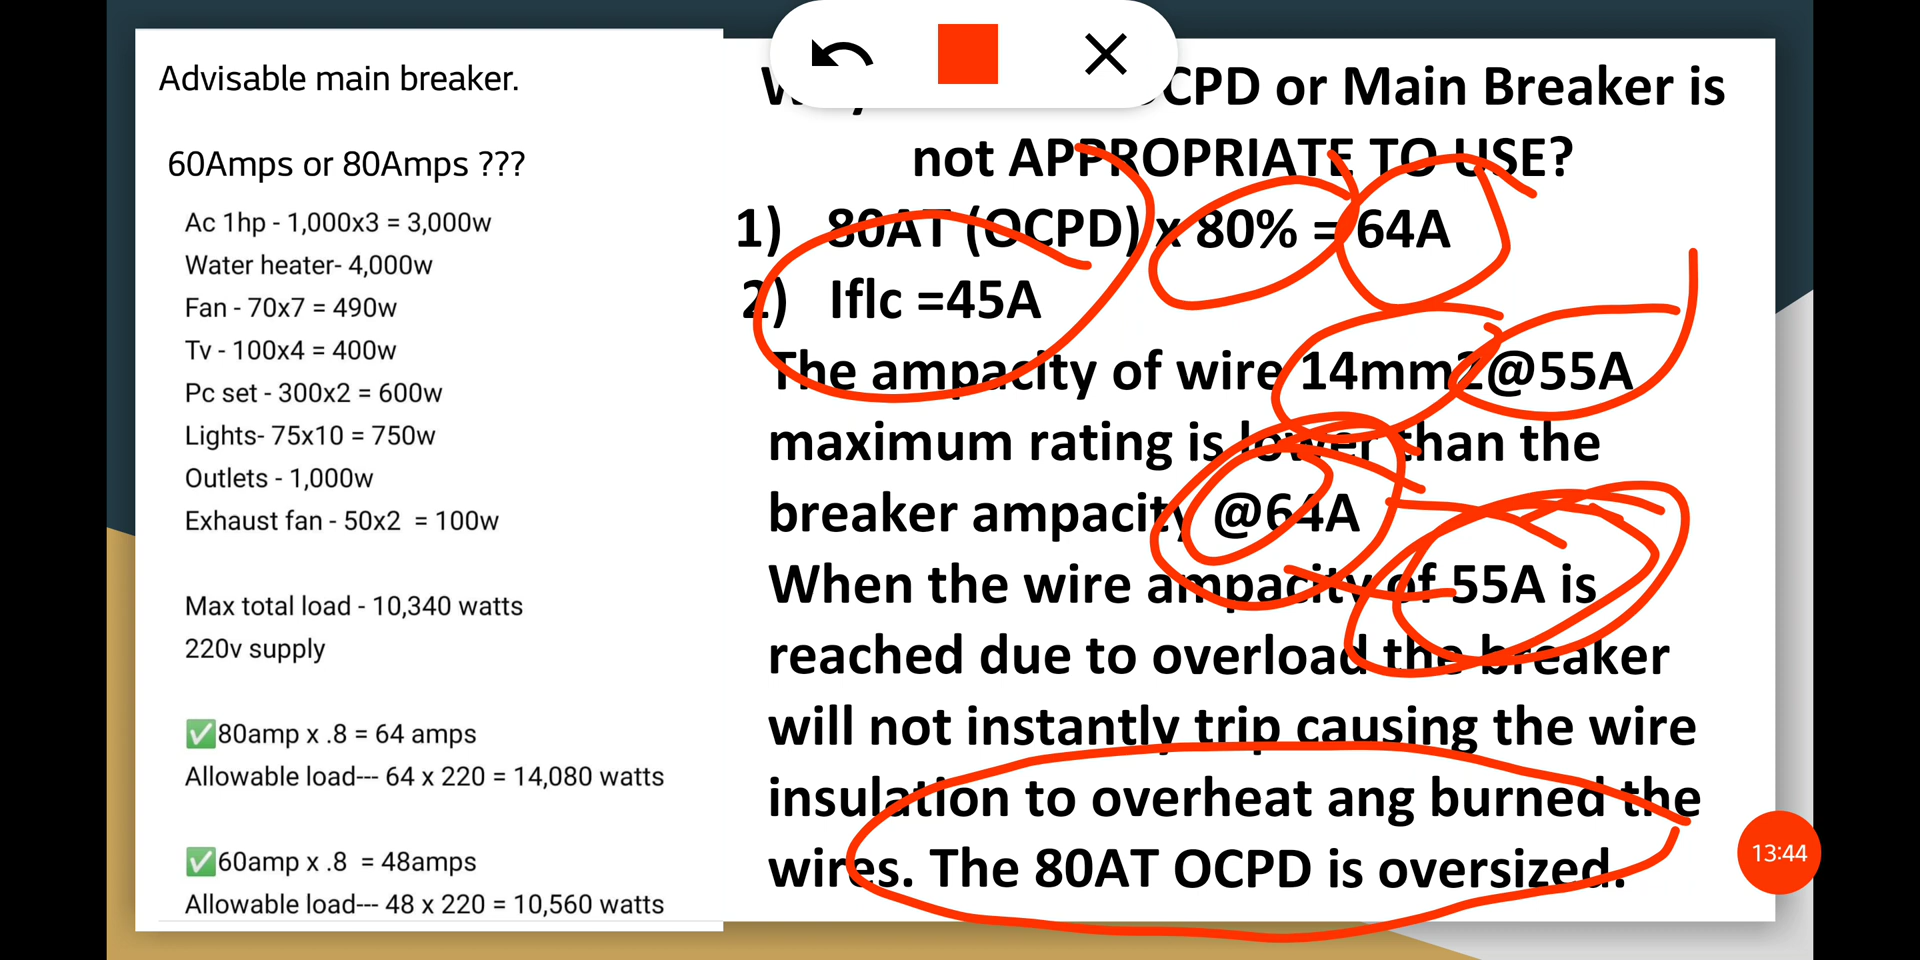 Advisable main breaker.
60Amps or 80Amps ???
Ac 1hp - 1,000x3 = 3,000w
Water heater- 4,000w
Fan - 70x7 = 490w
Tv - 100x4 = 400w
Pc set - 300x2 = 600w
Lights- 75x10 = 750w
Outlets - 1,000w
Exhaust fan - 50x2 = 100w
Max total load - 10,340 watts
220v supply
✅80amp x .8 = 64 amps
Allowable load--- 64 x 220 = 14,080 watts
✅60amp x .8 = 48amps
Allowable load--- 48 x 220 = 10,560 watts
OCPD or Main Breaker is
not APPROPRIATE TO USE?
1) 80AT (OCPD) x 80% = 64A
2) Iflc =45A
The ampacity of wire 14mm2@55A
maximum rating is lower than the
breaker ampacity @64A
When the wire ampacity of 55A is
reached due to overload the breaker
will not instantly trip causing the wire
insulation to overheat ang burned the
wires. The 80AT OCPD is oversized.
13:44